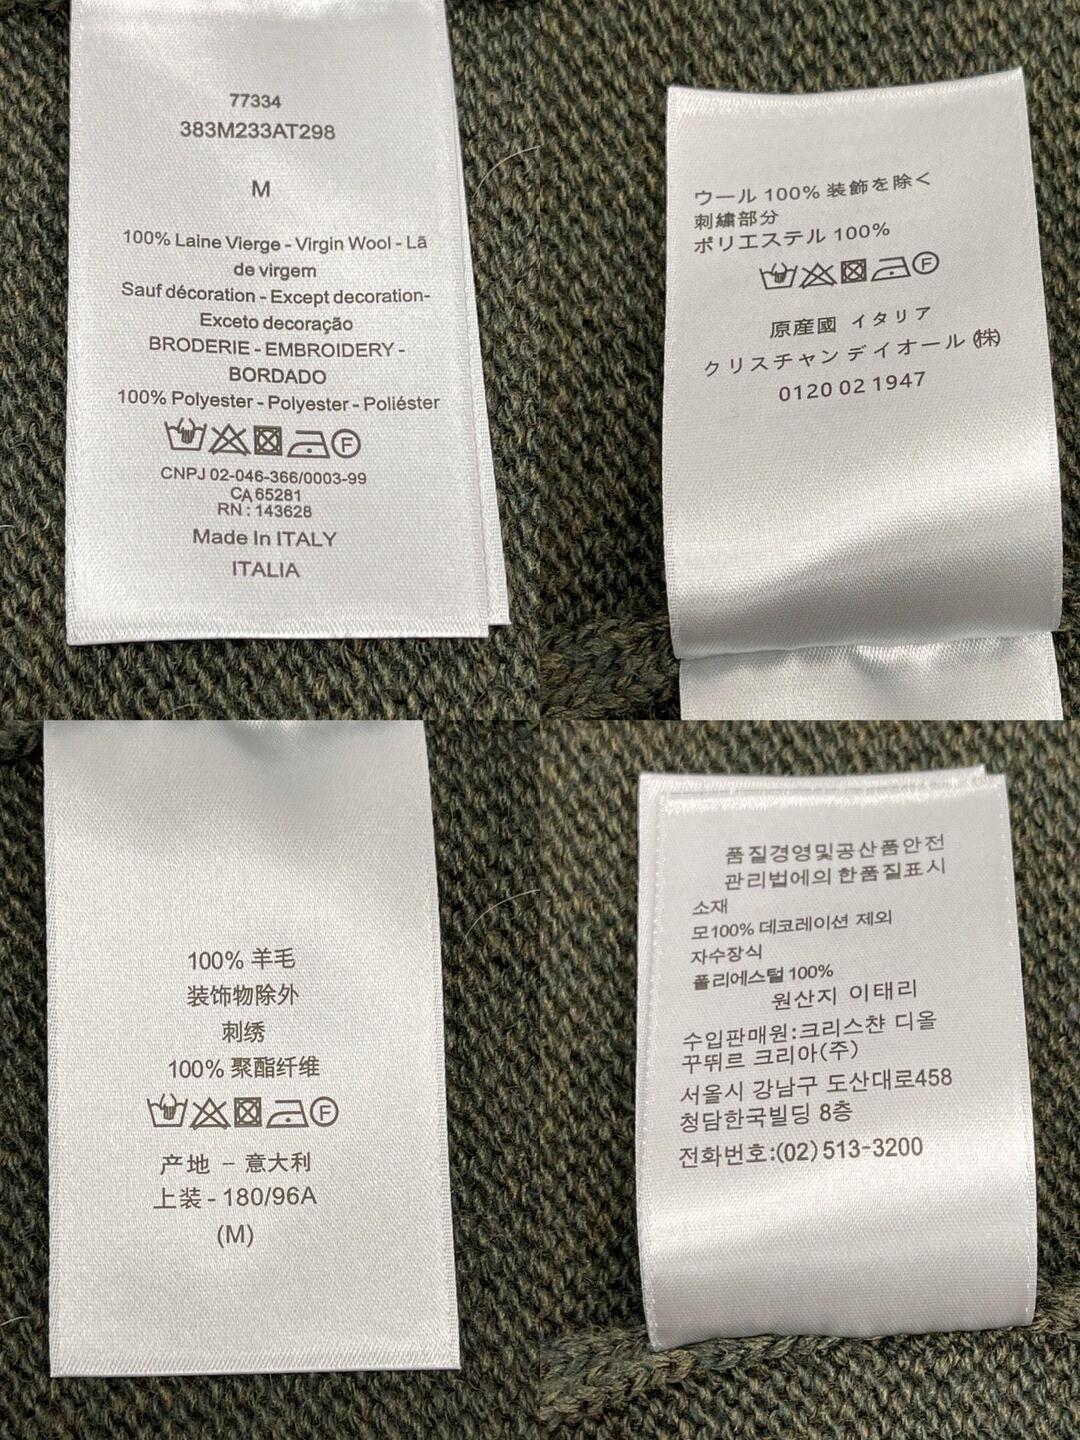 77334
383M233AT298
M
100% Laine Vierge - Virgin Wool - Lã
de virgem
Sauf décoration - Except decoration-
Exceto decoração
BRODERIE - EMBROIDERY -
BORDADO
100% Polyester - Polyester - Poliéster
F
CNPJ 02-046-366/0003-99
CA 65281
RN : 143628
Made In ITALY
ITALIA
ウール 100% 装飾を除く
刺繍部分
ポリエステル 100%
F
原産國 イタリア
クリスチャン デイオール ㈱
0120 02 1947
100% 羊毛
装饰物除外
刺绣
100% 聚酯纤维
F
产地 - 意大利
上装 - 180/96A
(M)
품질경영및공산품안전
관리법에의 한품질표시
소재
모100% 데코레이션 제외
자수장식
폴리에스털 100%
원산지 이태리
수입판매원:크리스챤 디올
꾸뛰르 크리아(주)
서울시 강남구 도산대로458
청담한국빌딩 8층
전화번호:(02) 513-3200